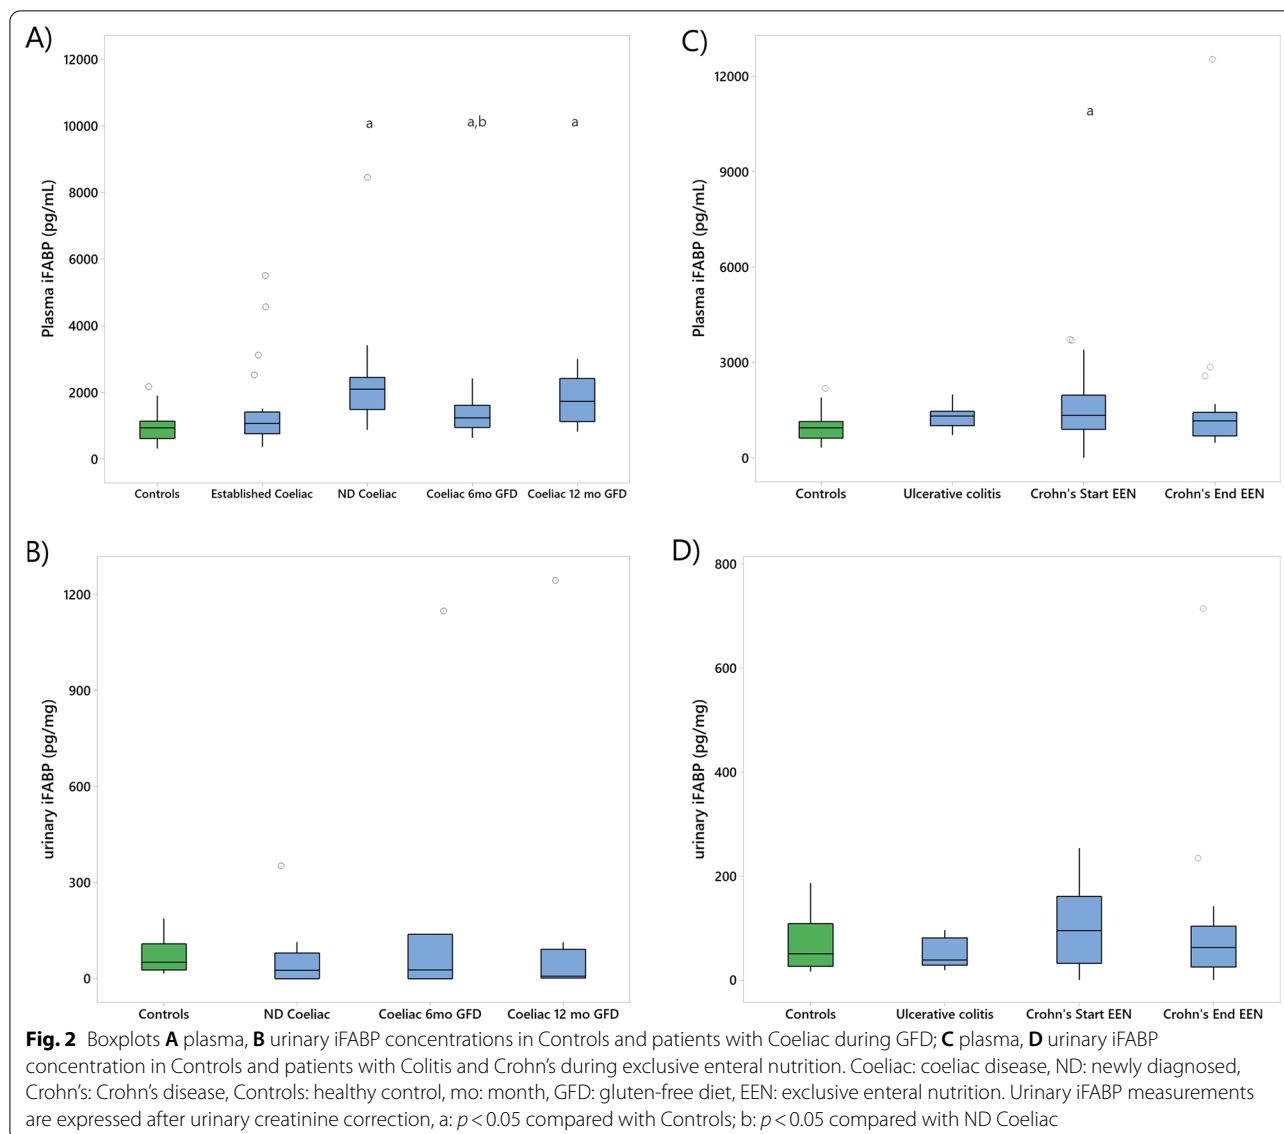 A)
12000
10000
8000
6000
4000
2000
0
Plasma iFABP (pg/mL)
a
a,b
a
Controls
Established Coeliac
ND Coeliac
Coeliac 6mo GFD
Coeliac 12 mo GFD
C)
12000
9000
6000
3000
0
Plasma iFABP (pg/mL)
a
Controls
Ulcerative colitis
Crohn's Start EEN
Crohn's End EEN
B)
1200
900
600
300
0
urinary iFABP (pg/mg)
Controls
ND Coeliac
Coeliac 6mo GFD
Coeliac 12 mo GFD
D)
800
600
400
200
0
urinary iFABP (pg/mg)
Controls
Ulcerative colitis
Crohn's Start EEN
Crohn's End EEN
Fig. 2 Boxplots A plasma, B urinary iFABP concentrations in Controls and patients with Coeliac during GFD; C plasma, D urinary iFABP
concentration in Controls and patients with Colitis and Crohn's during exclusive enteral nutrition. Coeliac: coeliac disease, ND: newly diagnosed,
Crohn's: Crohn's disease, Controls: healthy control, mo: month, GFD: gluten-free diet, EEN: exclusive enteral nutrition. Urinary iFABP measurements
are expressed after urinary creatinine correction, a: p < 0.05 compared with Controls; b: p < 0.05 compared with ND Coeliac